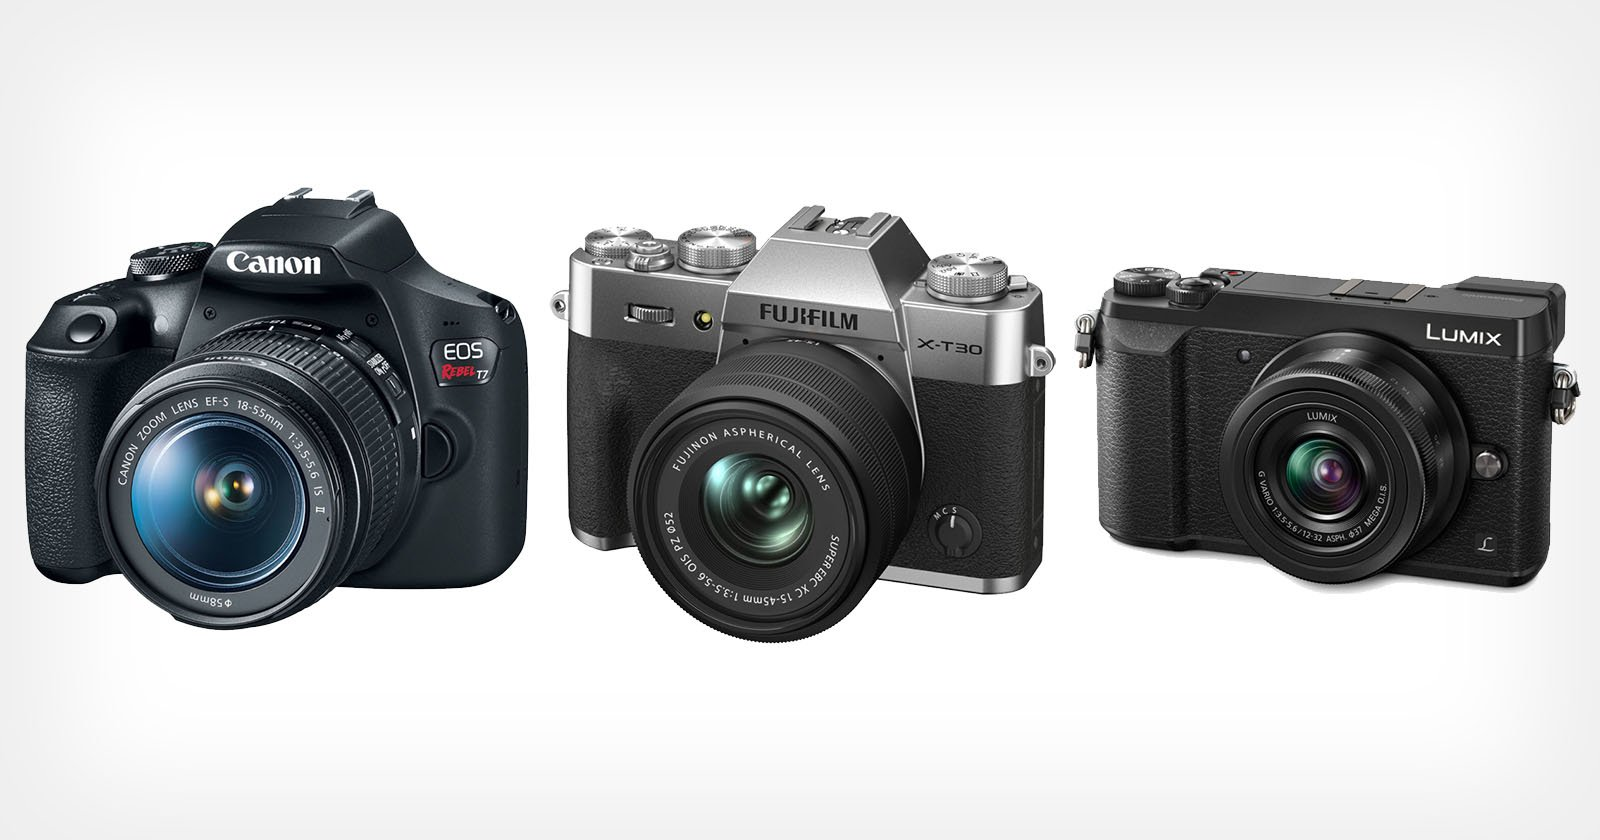 Canon
EOS
REBEL T7
Canon
CANON ZOOM LENS EF-S 18-55mm 1:3.5-5.6 IS II
ϕ58mm
STABILIZER
FUJIFILM
X-T30
FUJINON ASPHERICAL LENS
SUPER EBC XC 15-45mm 1:3.5-5.6 OIS PZ ϕ52
M C S
LUMIX
LUMIX
G VARIO 1:3.5-5.6/12-32 ASPH. ϕ37 MEGA O.I.S.
L